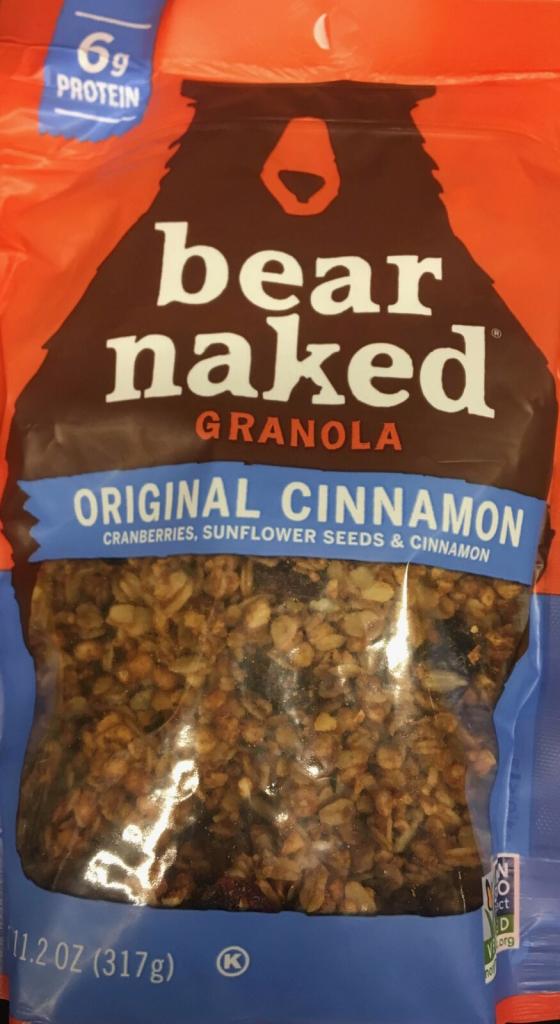 6g
PROTEIN
bear
naked®
GRANOLA
ORIGINAL CINNAMON
CRANBERRIES, SUNFLOWER SEEDS & CINNAMON
11.2 OZ (317g)
K